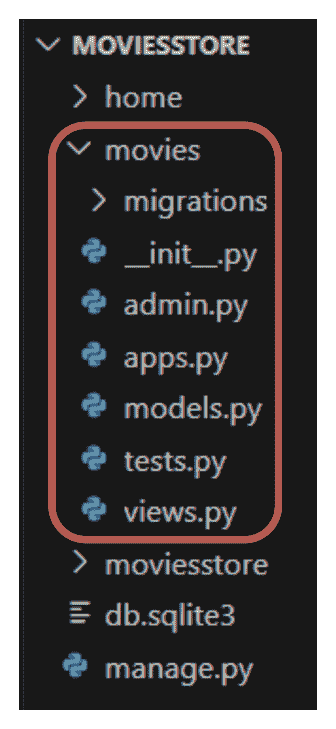 MOVIESSTORE
home
movies
migrations
__init__.py
admin.py
apps.py
models.py
tests.py
views.py
moviesstore
db.sqlite3
manage.py